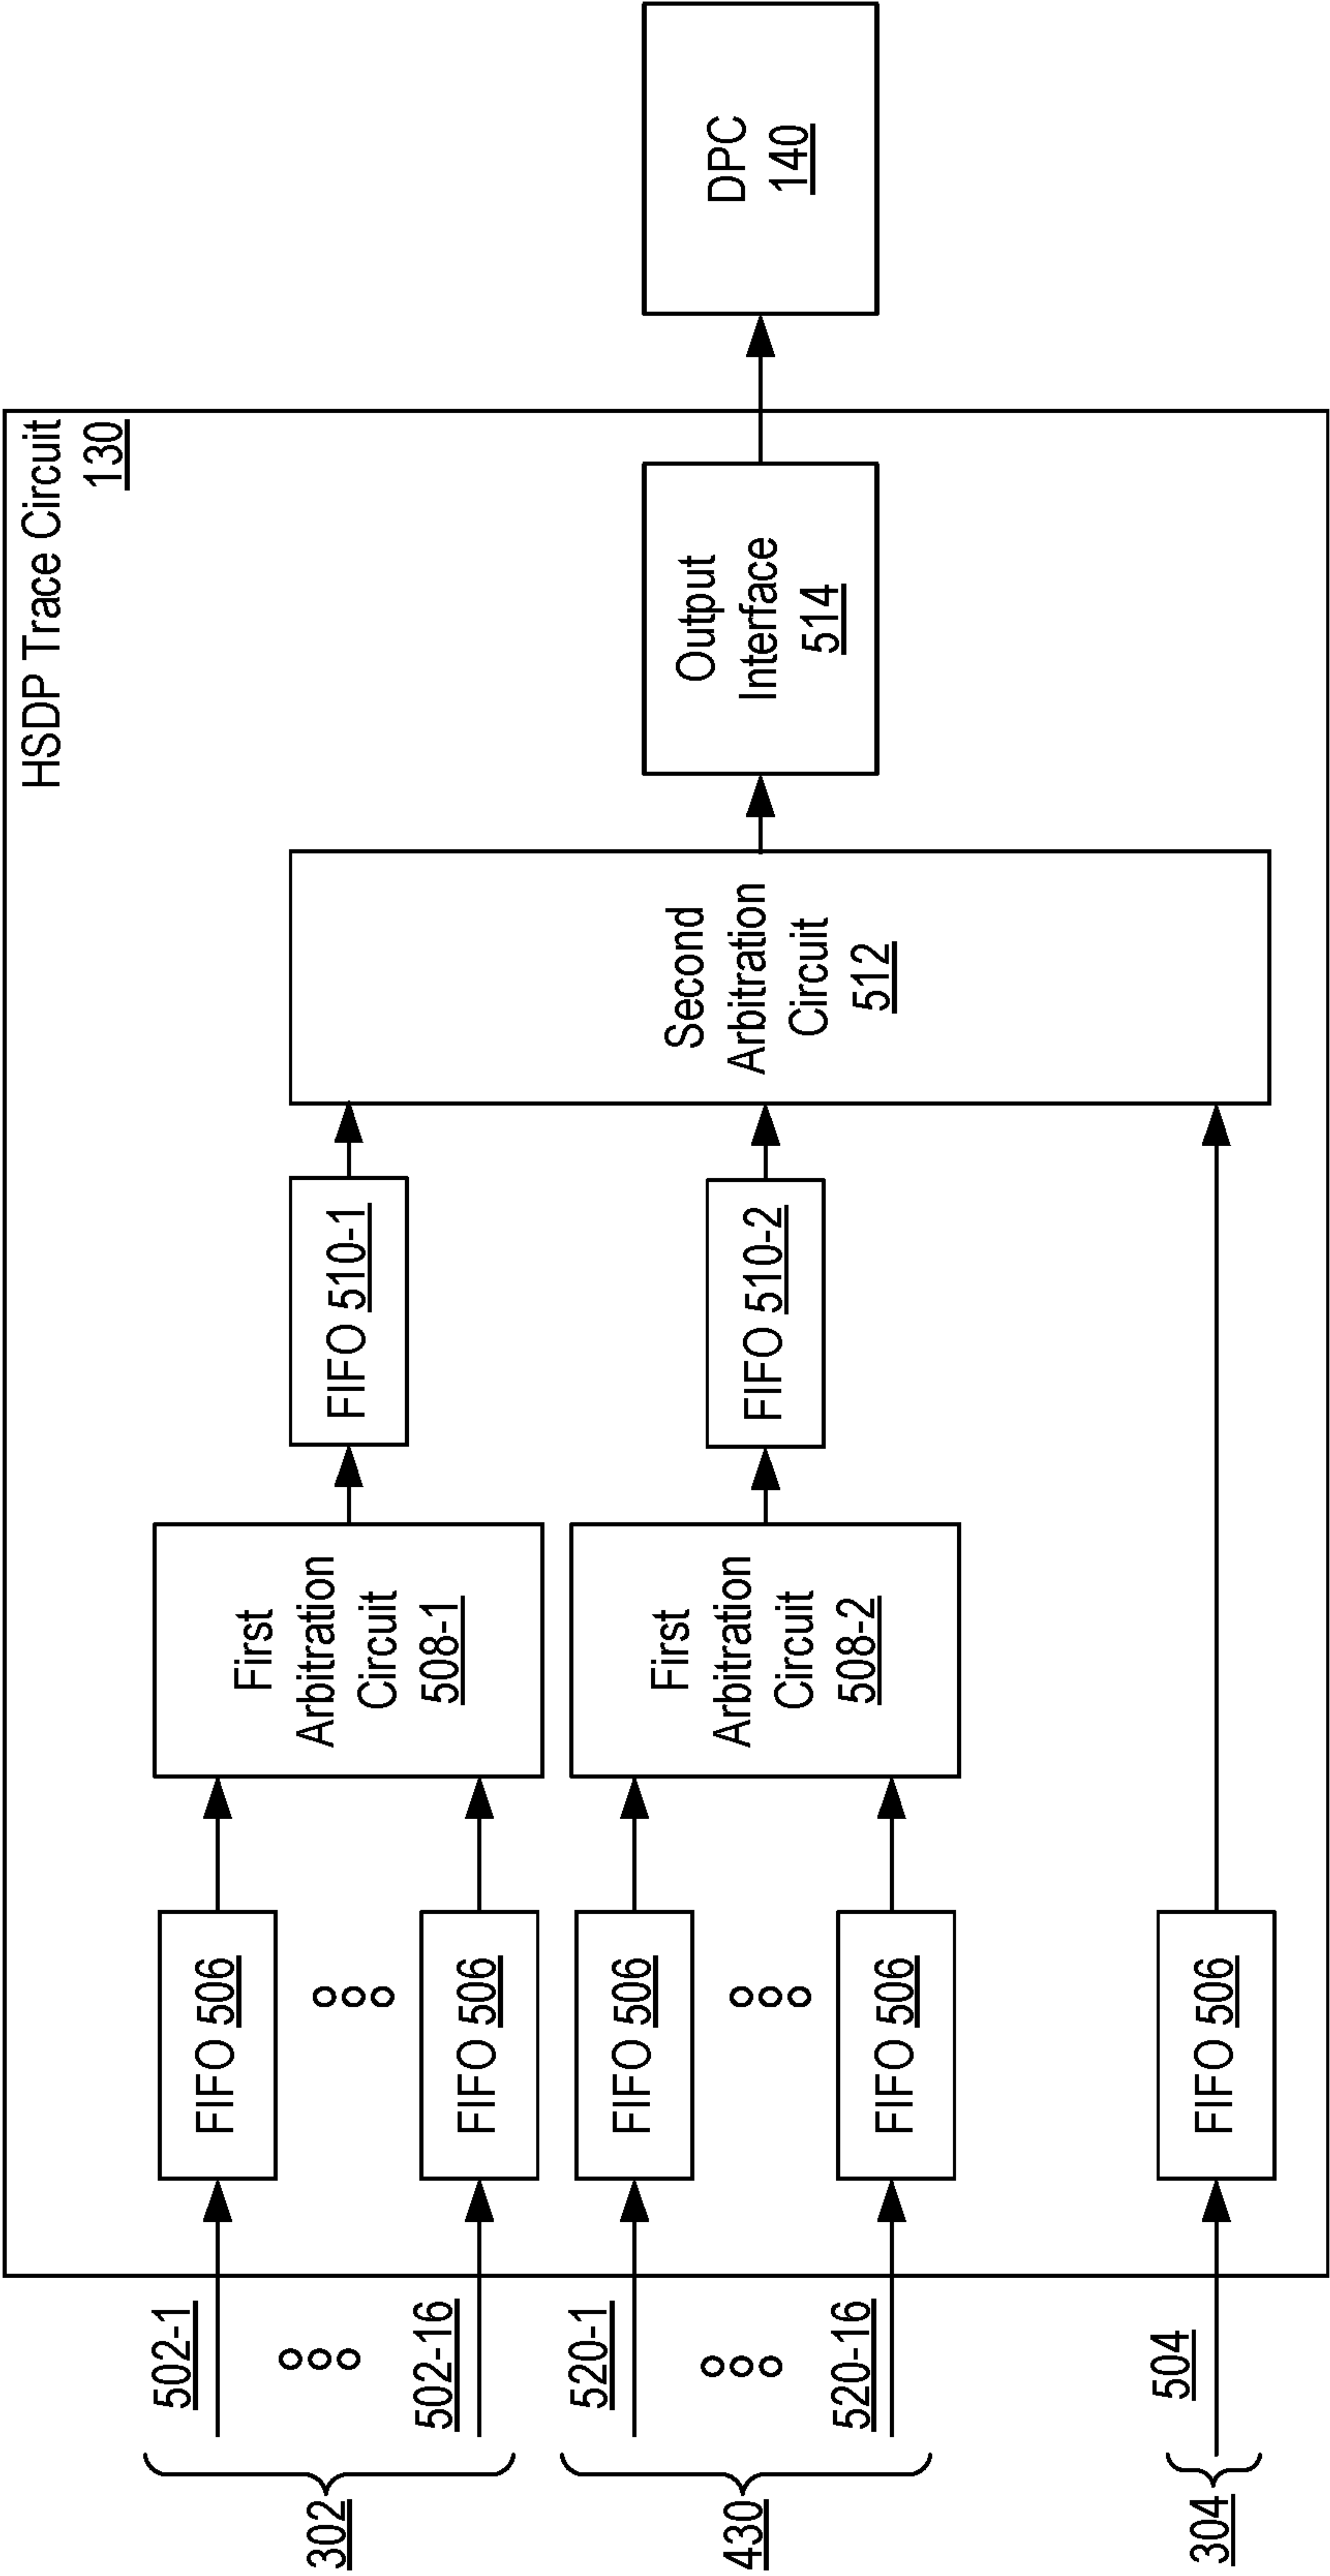 HSDP Trace Circuit
130
502-1
502-16
302
FIFO 506
FIFO 506
First
Arbitration
Circuit
508-1
FIFO 510-1
520-1
520-16
430
FIFO 506
FIFO 506
First
Arbitration
Circuit
508-2
FIFO 510-2
504
304
FIFO 506
Second
Arbitration
Circuit
512
Output
Interface
514
DPC
140